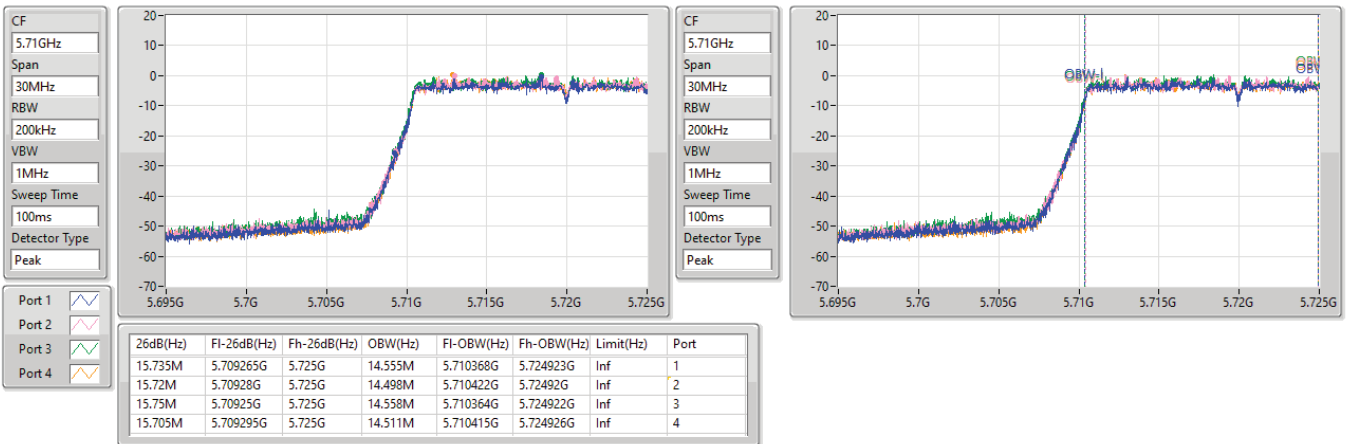 CF
5.71GHz
Span
30MHz
RBW
200kHz
VBW
1MHz
Sweep Time
100ms
Detector Type
Peak
20-
10-
0-
-10-
-20-
-30-
-40-
-50-
-60-
-70-
5.695G 5.7G 5.705G 5.71G 5.715G 5.72G 5.725G
CF
5.71GHz
Span
30MHz
RBW
200kHz
VBW
1MHz
Sweep Time
100ms
Detector Type
Peak
20-
10-
0-
-10-
-20-
-30-
-40-
-50-
-60-
-70-
OBW-l
5.695G 5.7G 5.705G 5.71G 5.715G 5.72G 5.725G
Port 1
Port 2
Port 3
Port 4
26dB(Hz) Fl-26dB(Hz) Fh-26dB(Hz) OBW(Hz) Fl-OBW(Hz) Fh-OBW(Hz) Limit(Hz) Port
15.735M 5.709265G 5.725G 14.555M 5.710368G 5.724923G Inf 1
15.72M 5.70928G 5.725G 14.498M 5.710422G 5.72492G Inf 2
15.75M 5.70925G 5.725G 14.558M 5.710364G 5.724922G Inf 3
15.705M 5.709295G 5.725G 14.511M 5.710415G 5.724926G Inf 4